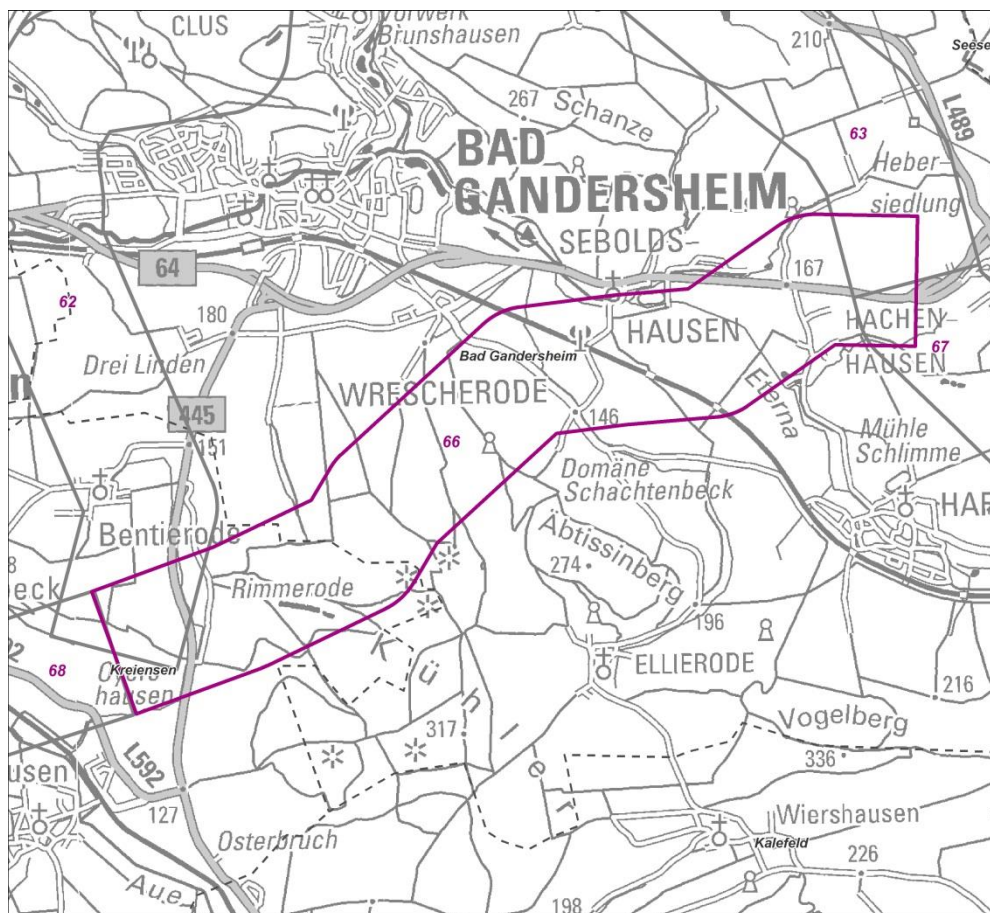 CLUS
Vorwerk
Brunshausen
210
Seese
L489
267
Schanze
63
BAD
GANDERSHEIM
Heber-
siedlung
SEBOLDS-
HAUSEN
64
167
62
180
HACHEN-
HAUSEN
67
Drei Linden
Bad Gandersheim
WRESCHERODE
n
445
151
66
146
Eterna
Mühle
Schlimme
Domäne
Schachtenbeck
HAR
Bentierode
Äbtissinberg
274
8
beck
Rimmerode
196
68
Kreiensen
hausen
ELLIERODE
216
Kühler
317
Vogelberg
336
L592
usen
127
Wiershausen
Osterbruch
Kalefeld
226
Aue
198